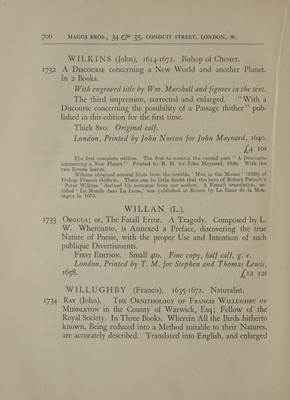 700 MAGGS BROS., 34 & 35, CONDUIT STREET, LONDON, W.
WILKINS (John), 1614-1672. Bishop of Chester.
1732 A Discourse concerning a New World and another Planet.
In 2 Books.
With engraved title by Wm. Marshall and figures in the text.
The third impression, corrected and enlarged. "With a
Discourse concerning the possibility of a Passage thither" pub-
lished in this edition for the first time.
Thick 8vo. Original calf.
London, Printed by John Norton for John Maynard, 1640.
£4 10s
The first complete edition. The first to contain the second part "A Discourse
concerning a New Planet." Printed by R. H. for John Maynard, 1640. With the
two Errata leaves.
Wilkins obtained several hints from the notable "Man in the Moone" (1638) of
Bishop Francis Godwin. There can be little doubt that the hero of Robert Paltock's
"Peter Wilkins" derived his surname from our author. A French translation, en-
titled "Le Monde dans La Lune," was published at Rouen by Le Sieur de la Mon-
tagne in 1655.
WILLAN (L.).
1733 Orgula; or, The Fatall Error. A Tragedy. Composed by L.
W. Whereunto, is Annexed a Preface, discovering the true
Nature of Poesie, with the proper Use and Intention of such
publique Divertisments.
First Edition. Small 4to. Fine copy, half calf, g. e.
London, Printed by T. M. for Stephen and Thomas Lewis,
1658. £12 12s
WILLUGHBY (Francis), 1635-1672. Naturalist.
1734 Ray (John). The Ornithology of Francis Willughby of
Middleton in the County of Warwick, Esq; Fellow of the
Royal Society. In Three Books. Wherein All the Birds hitherto
known, Being reduced into a Method suitable to their Natures,
are accurately described. Translated into English, and enlarged